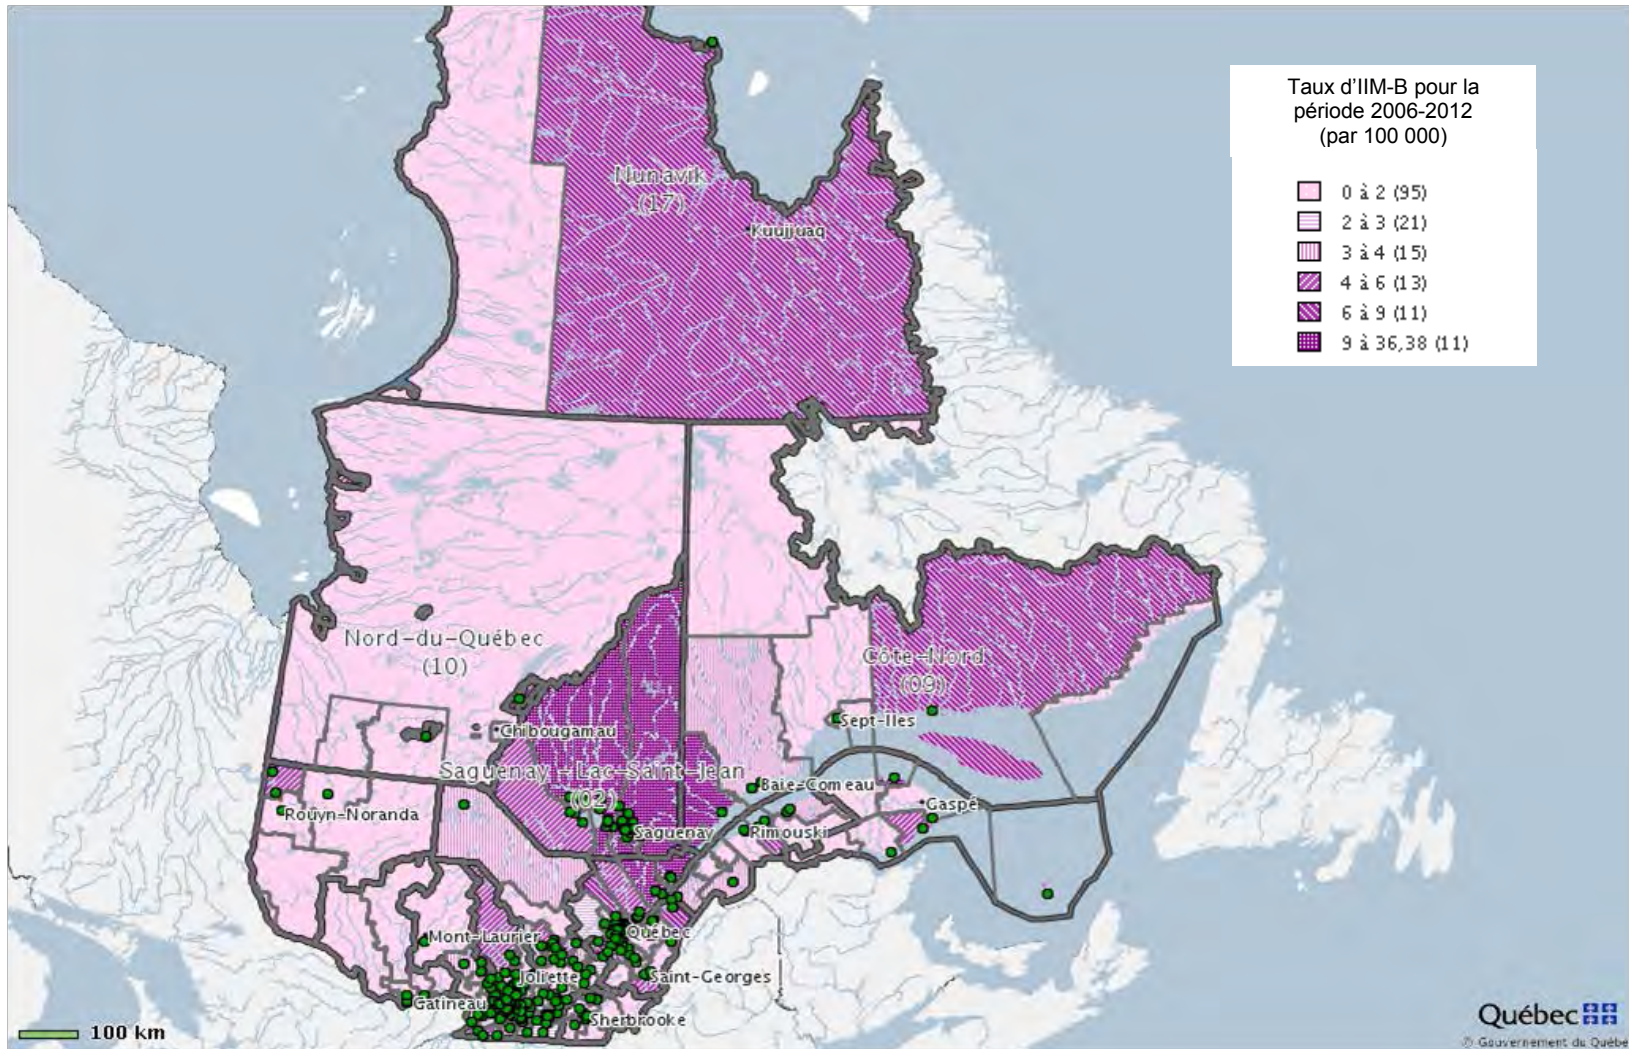 Taux d'IIM-B pour la
période 2006-2012
(par 100 000)
0 à 2 (95)
2 à 3 (21)
3 à 4 (15)
4 à 6 (13)
6 à 9 (11)
9 à 36,38 (11)
Nunavik
(17)
Kuujjuaq
Nord-du-Québec
(10)
Côte-Nord
(09)
Sept-Iles
Chibougamau
Saguenay - Lac-Saint-Jean
(02)
Baie-Comeau
Gaspé
Rouyn-Noranda
Saguenay
Rimouski
Mont-Laurier
Québec
Joliette
Saint-Georges
Gatineau
Sherbrooke
100 km
Québec
© Gouvernement du Québe